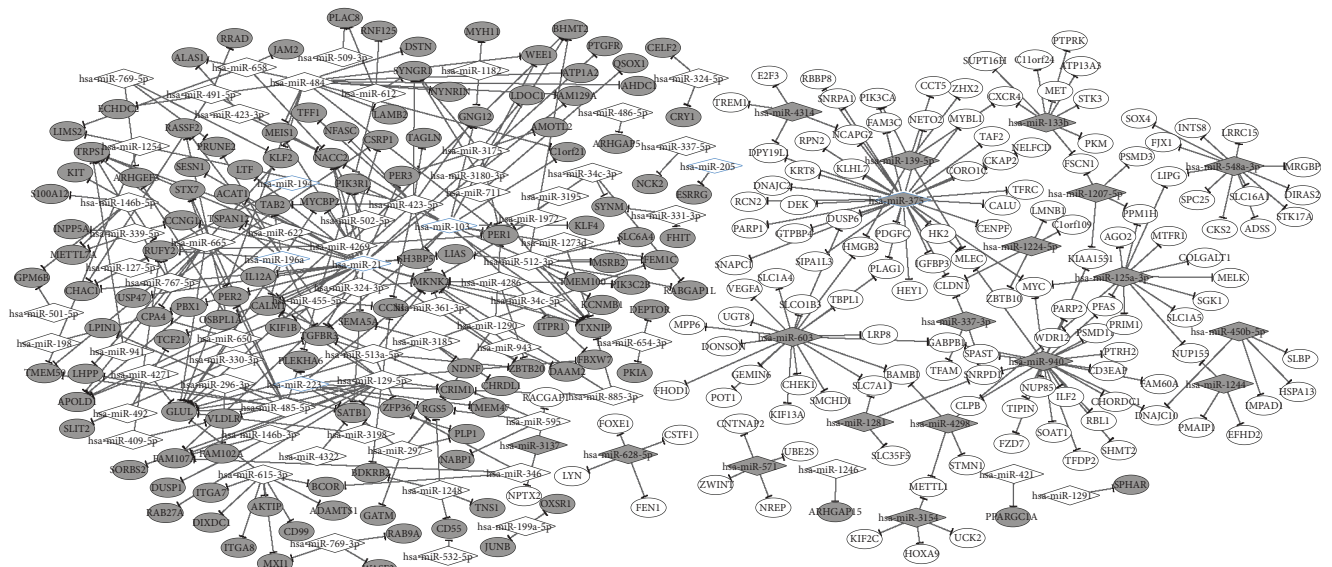 PLAC8
RNF125
MYH11
BHMT2
RRAD
JAM2
hsa-miR-509-3p
DSTN
WEE1
PTGFR
CELF2
ALAS1
hsa-miR-658
SYNGR1
hsa-miR-1182
QSOX1
hsa-miR-769-5p
hsa-miR-484
ATP1A2
hsa-miR-324-5p
AHDC1
hsa-miR-491-5p
hsa-miR-612
NYNRIN
LDOC1
FAM129A
ECHDC2
hsa-miR-423-3p
TFF1
LAMB2
GNG12
hsa-miR-486-5p
CRY1
LIMS2
RASSF2
MEIS1
NFASC
CSRP1
TAGLN
AMOTL2
TRPS1
hsa-miR-1254
PRUNE2
hsa-miR-3175
C1orf21
ARHGAP5
hsa-miR-337-5p
KIT
SESN1
LTF
KLF2
NACC2
hsa-miR-205
S100A12
STX7
ACAT1
hsa-miR-194
PIK3R1
PER3
hsa-miR-3180-3p
hsa-miR-34c-3p
NCK2
ESRRG
hsa-miR-146b-5p
TAB2
MYCBP2
hsa-miR-423-5p
hsa-miR-711
hsa-miR-3195
SYNM
CCNG1
TSPAN12
hsa-miR-502-5p
hsa-miR-1972
KLF4
hsa-miR-331-3p
INPP5A
hsa-miR-339-5p
hsa-miR-622
hsa-miR-103
PER1
SLC6A4
FHIT
METTL7A
RUFY2
hsa-miR-665
hsa-miR-4269
LIAS
hsa-miR-1273d
hsa-miR-127-5p
hsa-miR-196a
hsa-miR-21
SH3BP5
hsa-miR-512-3p
MSRB2
FEM1C
GPM6B
CHAC1
hsa-miR-767-5p
IL12A
MKNK2
hsa-miR-4286
TMEM100
PIK3C2B
RABGAP1L
USP47
PER2
hsa-miR-324-3p
hsa-miR-501-5p
PBX1
hsa-miR-455-5p
hsa-miR-361-3p
hsa-miR-34c-5p
KCNMB1
DEPTOR
CPA4
OSBPL1A
KIF1B
SEMA5A
hsa-miR-1290
ITPR1
TXNIP
LPIN1
TCF21
hsa-miR-650
TGFBR3
hsa-miR-3185
hsa-miR-654-3p
hsa-miR-198
hsa-miR-941
hsa-miR-330-3p
PLEKHA6
hsa-miR-513a-5p
hsa-miR-943
FBXW7
TMEM59
LHPP
hsa-miR-4271
NDNF
ZBTB20
DAAM2
PKIA
hsa-miR-296-3p
hsa-miR-223
hsa-miR-129-5p
CRIM1
CHRDL1
hsa-miR-885-3p
APOLD1
hsa-miR-492
GLUL
hsa-miR-485-5p
SATB1
ZFP36
RGS5
TMEM47
SLIT2
VLDLR
hsa-miR-595
hsa-miR-409-5p
hsa-miR-146b-3p
hsa-miR-3198
PLP1
hsa-miR-3137
SORBS2
FAM107A
FAM102A
hsa-miR-4322
hsa-miR-297
NABP1
hsa-miR-615-3p
BDKRB2
hsa-miR-346
DUSP1
ITGA7
BCOR
hsa-miR-1248
NPTX2
RAB27A
AKTIP
ADAMTS1
TNS1
OXSR1
DIXDC1
CD99
GATM
hsa-miR-199a-5p
ITGA8
RAB9A
CD55
JUNB
hsa-miR-769-3p
hsa-miR-532-5p
MXI1
PTPRK
SUPT16H
C11orf24
ATP13A3
E2F3
RBBP8
CCT5
ZHX2
MET
TREM1
SNRPA1
PIK3CA
CXCR4
STK3
hsa-miR-4314
FAM3C
NETO2
MYBL1
hsa-miR-133b
SOX4
INTS8
LRRC15
NCAPG2
TAF2
NELFCD
PKM
FJX1
DPY19L1
RPN2
hsa-miR-139-5p
CKAP2
FSCN1
PSMD3
hsa-miR-548a-3p
MRGBP
KRT8
KLHL7
CORO1C
LIPG
DNAJC2
TFRC
hsa-miR-1207-5p
SPC25
SLC16A1
DIRAS2
RCN2
DEK
hsa-miR-375
CALU
STK17A
PARP1
GTPBP4
DUSP6
PDGFC
HK2
CENPF
LMNB1
C1orf109
PPM1H
CKS2
ADSS
HMGB2
MLEC
hsa-miR-1224-5p
AGO2
MTFR1
SNAPC1
SIPA1L3
PLAG1
IGFBP3
KIAA1551
COLGALT1
VEGFA
SLC1A4
HEY1
CLDN1
MYC
hsa-miR-125a-3p
MELK
SLCO1B3
TBPL1
ZBTB10
PARP2
PFAS
SGK1
UGT8
hsa-miR-337-3p
PRIM1
SLC1A5
MPP6
hsa-miR-603
LRP8
WDR12
hsa-miR-450b-5p
DONSON
GABPB1
SPAST
hsa-miR-940
PTRH2
NUP155
SLBP
GEMIN6
TFAM
SNRPD1
CD3EAP
FHOD1
CHEK1
SLC7A11
BAMBI
NUP85
FAM60A
hsa-miR-1244
HSPA13
POT1
SMCHD1
ILF2
IMPAD1
KIF13A
CLPB
TIPIN
RBL1
DNAJC10
PMAIP1
EFHD2
FOXE1
CNTNAP2
hsa-miR-1281
hsa-miR-4298
FZD7
SOAT1
SHMT2
CSTF1
TFDP2
hsa-miR-628-5p
UBE2S
SLC35F5
STMN1
hsa-miR-571
hsa-miR-1246
hsa-miR-421
LYN
ZWINT
METTL1
hsa-miR-1291
SPHAR
FEN1
NREP
ARHGAP15
hsa-miR-3154
PPARGC1A
KIF2C
UCK2
HOXA9